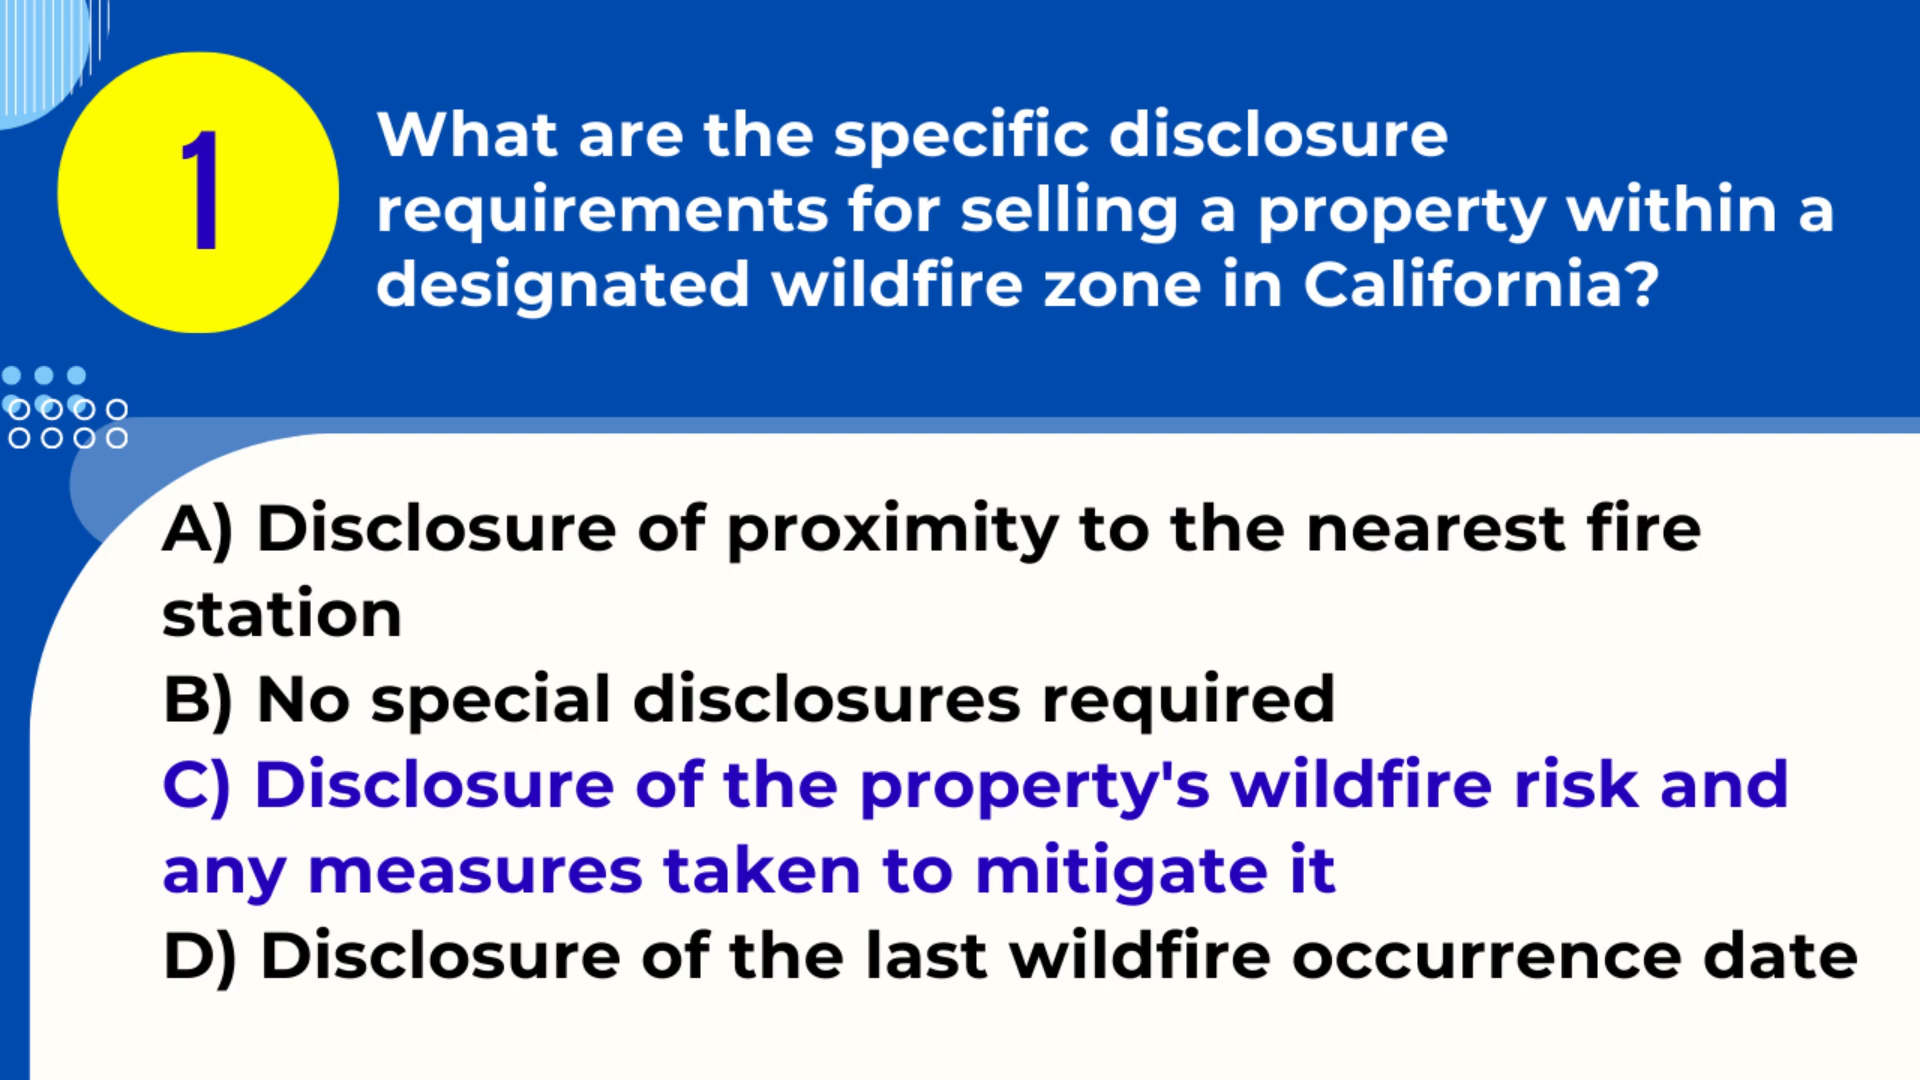 1
What are the specific disclosure
requirements for selling a property within a
designated wildfire zone in California?
A) Disclosure of proximity to the nearest fire
station
B) No special disclosures required
C) Disclosure of the property's wildfire risk and
any measures taken to mitigate it
D) Disclosure of the last wildfire occurrence date